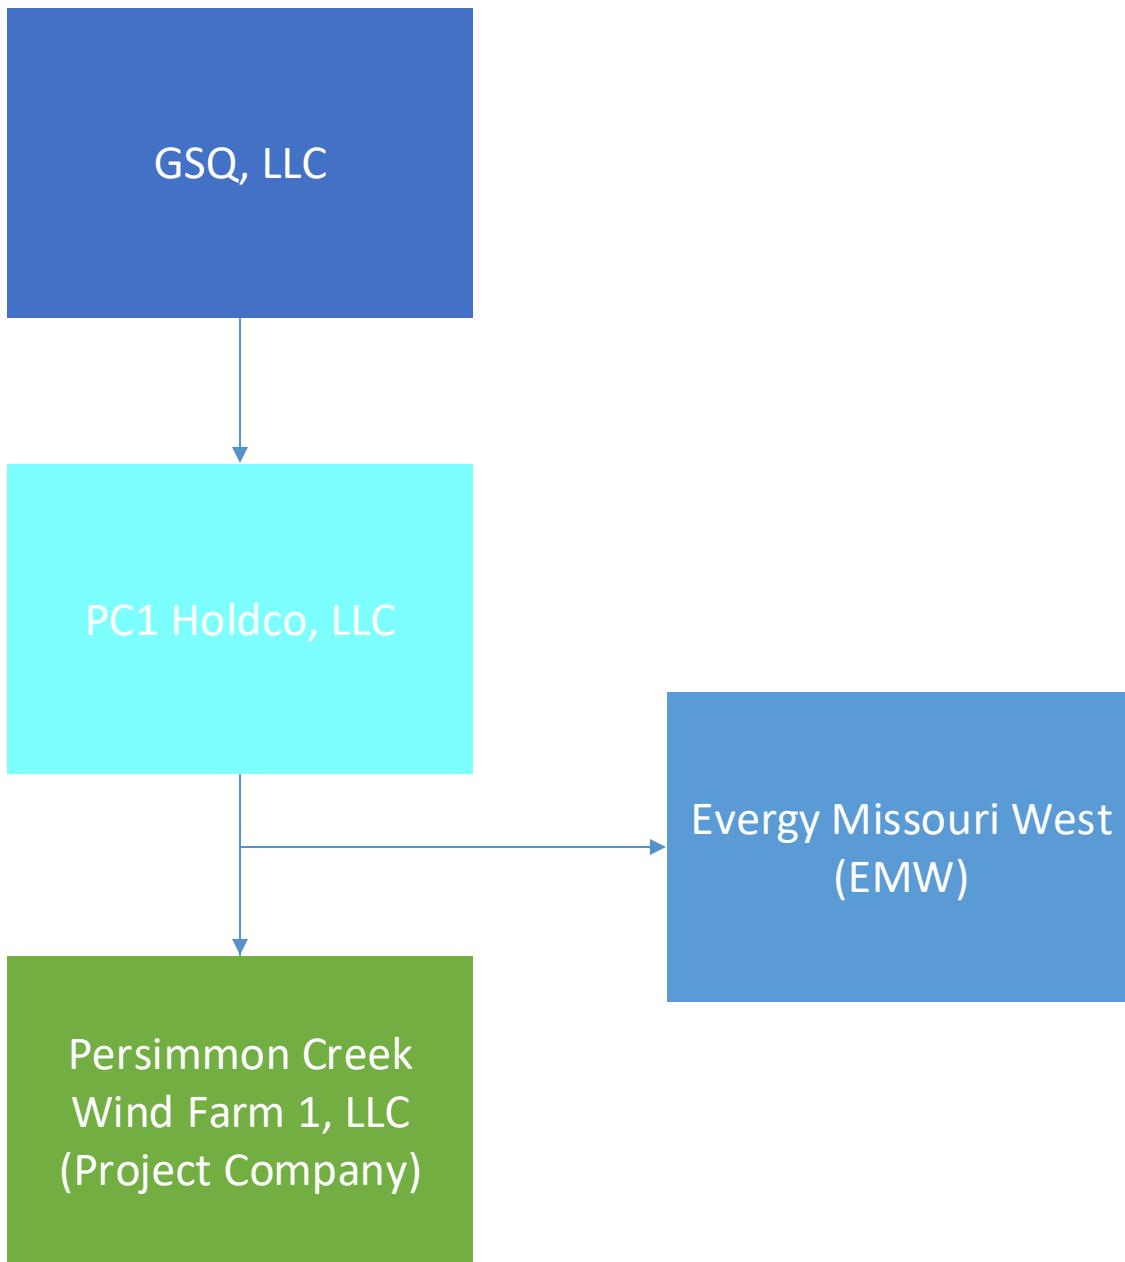 GSQ, LLC
PC1 Holdco, LLC
Evergy Missouri West
(EMW)
Persimmon Creek
Wind Farm 1, LLC
(Project Company)